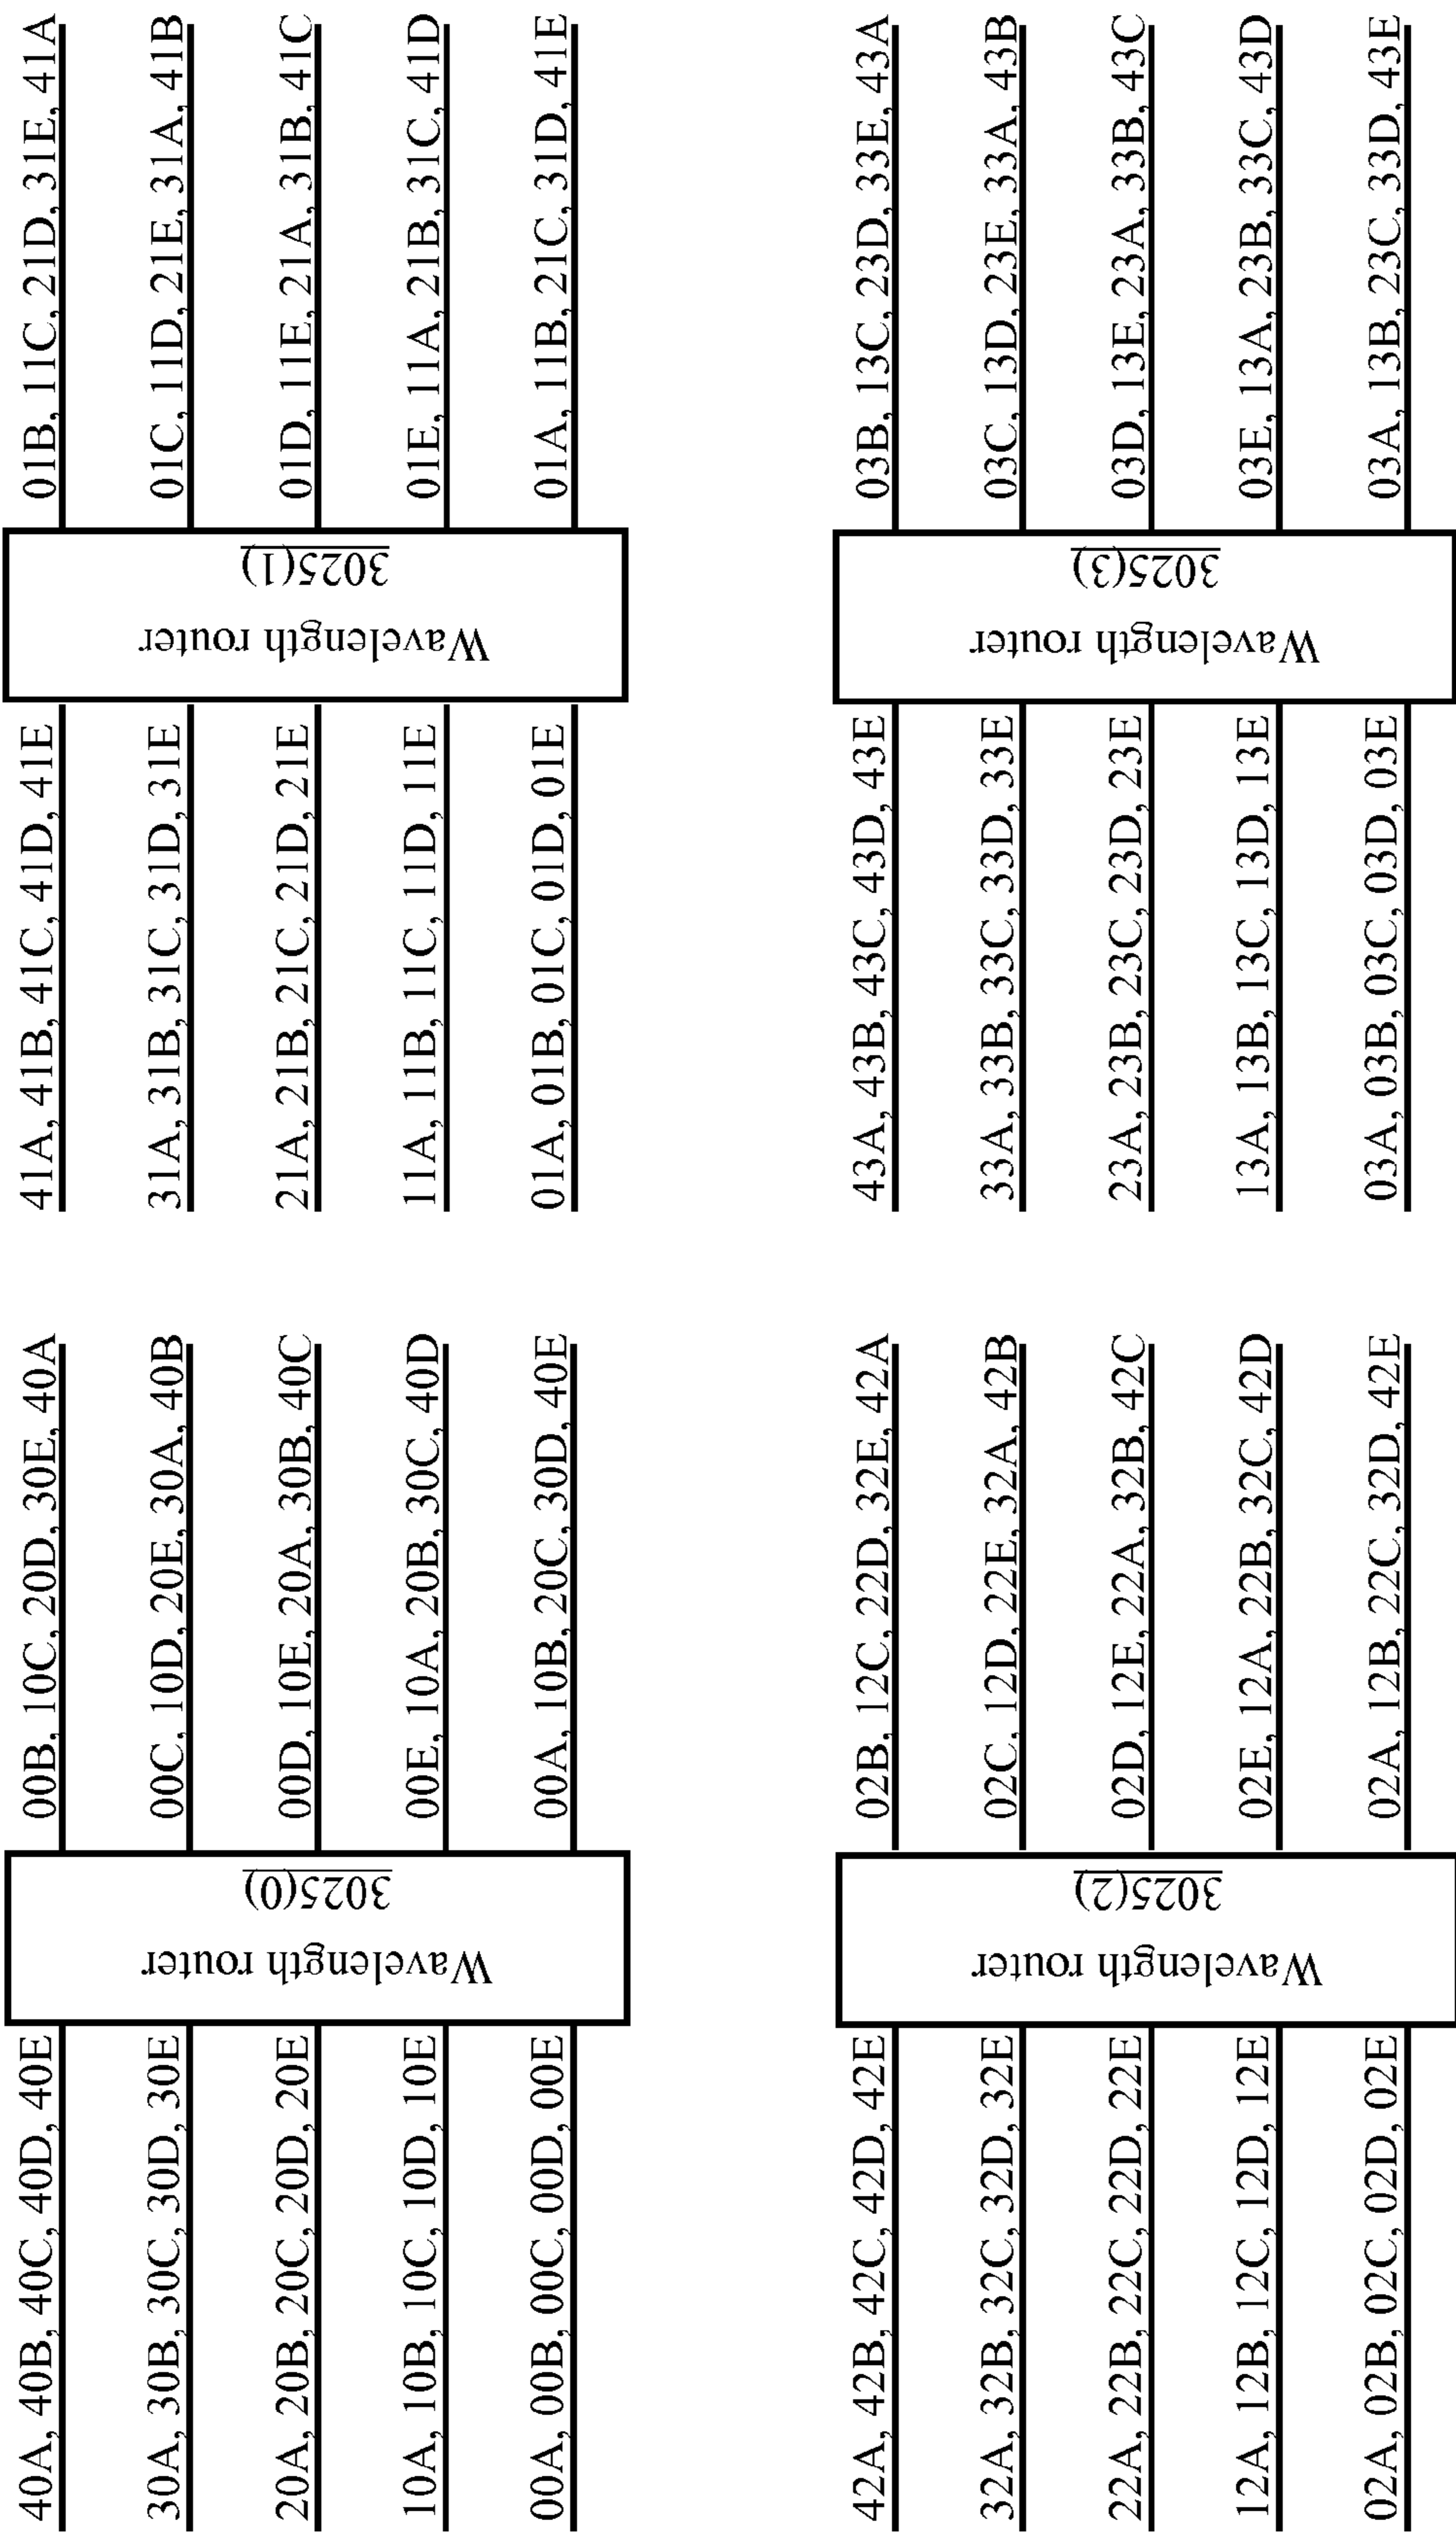 40A, 40B, 40C, 40D, 40E
30A, 30B, 30C, 30D, 30E
20A, 20B, 20C, 20D, 20E
10A, 10B, 10C, 10D, 10E
00A, 00B, 00C, 00D, 00E
Wavelength router
3025(0)
00B, 10C, 20D, 30E, 40A
00C, 10D, 20E, 30A, 40B
00D, 10E, 20A, 30B, 40C
00E, 10A, 20B, 30C, 40D
00A, 10B, 20C, 30D, 40E
41A, 41B, 41C, 41D, 41E
31A, 31B, 31C, 31D, 31E
21A, 21B, 21C, 21D, 21E
11A, 11B, 11C, 11D, 11E
01A, 01B, 01C, 01D, 01E
Wavelength router
3025(1)
01B, 11C, 21D, 31E, 41A
01C, 11D, 21E, 31A, 41B
01D, 11E, 21A, 31B, 41C
01E, 11A, 21B, 31C, 41D
01A, 11B, 21C, 31D, 41E
42A, 42B, 42C, 42D, 42E
32A, 32B, 32C, 32D, 32E
22A, 22B, 22C, 22D, 22E
12A, 12B, 12C, 12D, 12E
02A, 02B, 02C, 02D, 02E
Wavelength router
3025(2)
02B, 12C, 22D, 32E, 42A
02C, 12D, 22E, 32A, 42B
02D, 12E, 22A, 32B, 42C
02E, 12A, 22B, 32C, 42D
02A, 12B, 22C, 32D, 42E
43A, 43B, 43C, 43D, 43E
33A, 33B, 33C, 33D, 33E
23A, 23B, 23C, 23D, 23E
13A, 13B, 13C, 13D, 13E
03A, 03B, 03C, 03D, 03E
Wavelength router
3025(3)
03B, 13C, 23D, 33E, 43A
03C, 13D, 23E, 33A, 43B
03D, 13E, 23A, 33B, 43C
03E, 13A, 23B, 33C, 43D
03A, 13B, 23C, 33D, 43E